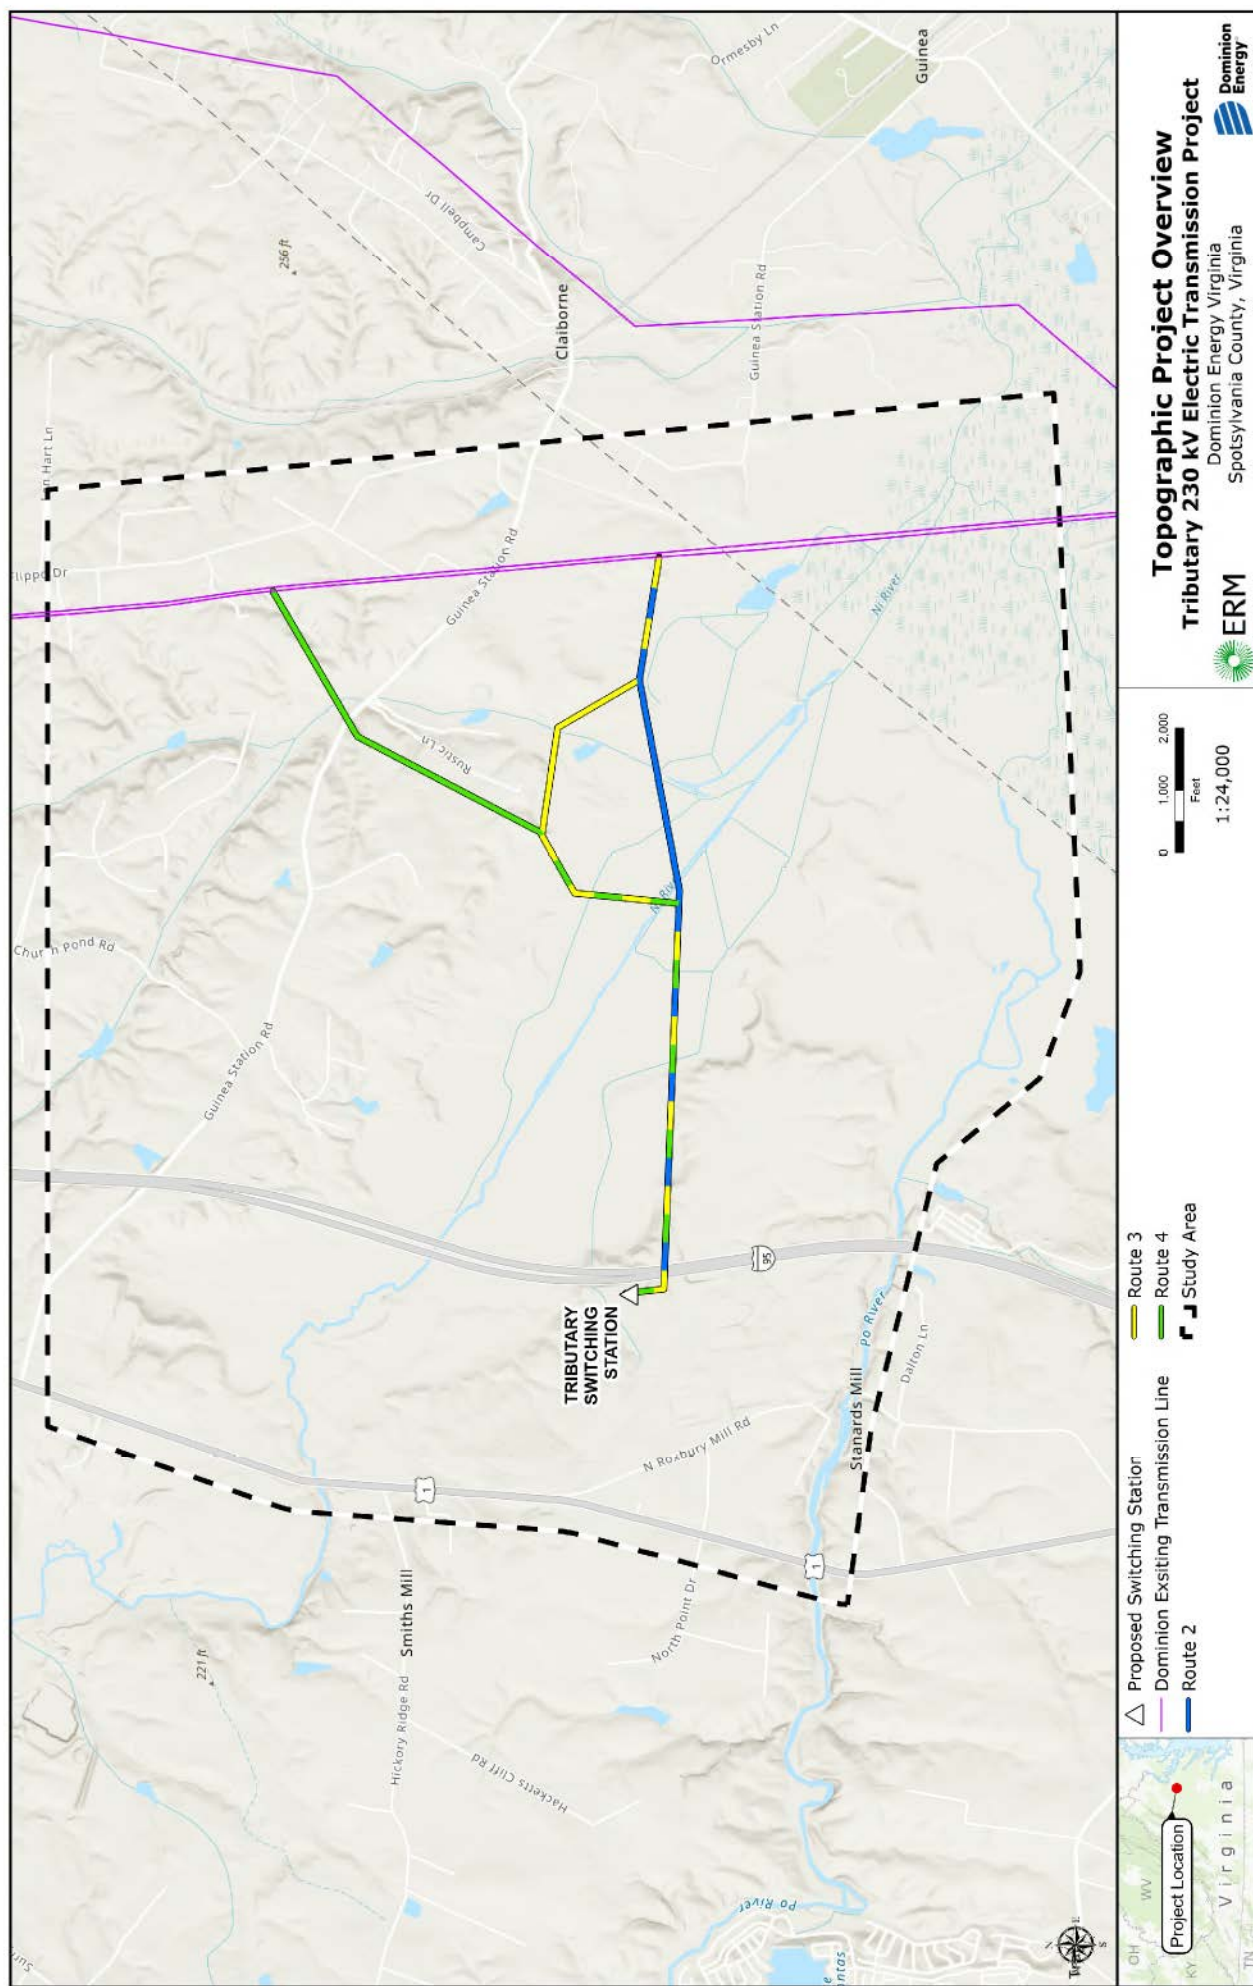 Ormesby Ln
Guinea
256 ft
Campbell Dr
Claiborne
Guinea Station Rd
n Hart Ln
Flippo Dr
Guinea Station Rd
Ni River
Rustic Ln
Church Pond Rd
Guinea Station Rd
95
TRIBUTARY
SWITCHING
STATION
Po River
Dalton Ln
Stanards Mill
N Roxbury Mill Rd
1
1
North Point Dr
Smiths Mill
Hickory Ridge Rd
Hacketts Cliff Rd
221 ft
Po River
N
E
S
Project Location
OH
WV
KY
Virginia
TN
Proposed Switching Station
Dominion Exsiting Transmission Line
Route 2
Route 3
Route 4
Study Area
0 1,000 2,000
Feet
1:24,000
Topographic Project Overview
Tributary 230 kV Electric Transmission Project
Dominion Energy Virginia
Spotsylvania County, Virginia
ERM
Dominion
Energy